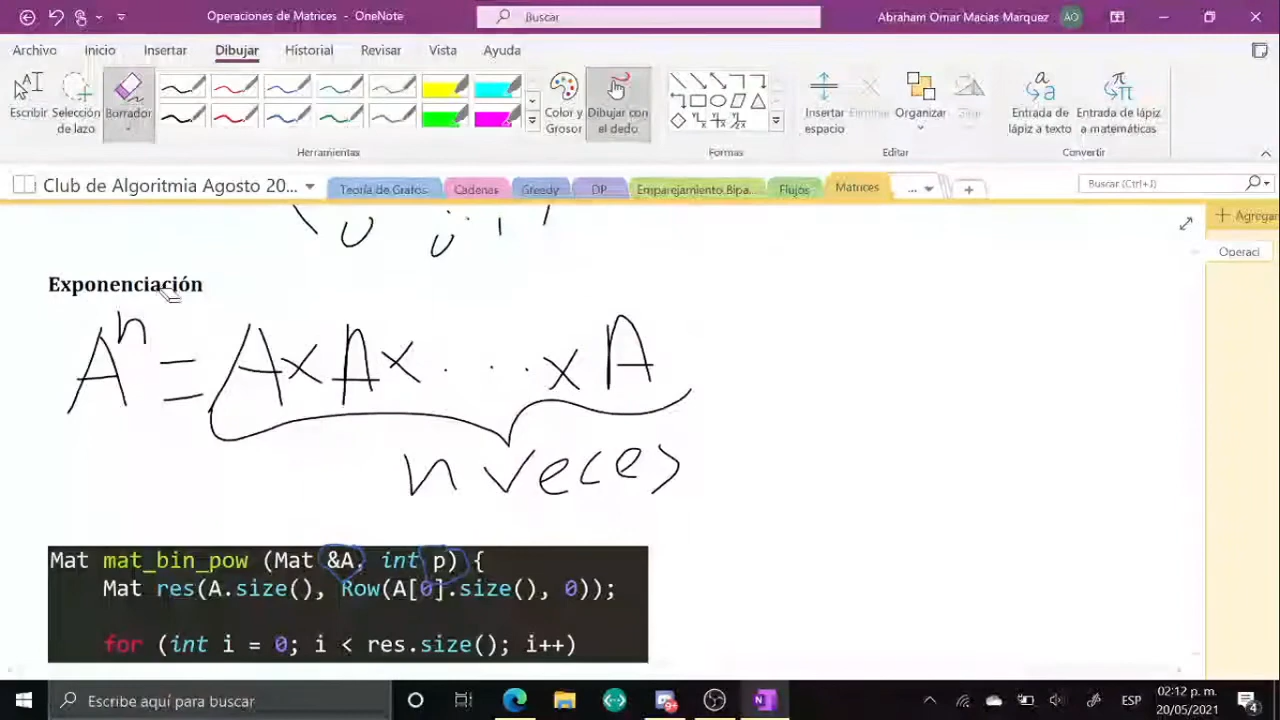 Operaciones de Matrices - OneNote
Buscar
Abraham Omar Macias Marquez AO
Archivo Inicio Insertar Dibujar Historial Revisar Vista Ayuda
Escribir
Selección de lazo
Borrador
Color y Grosor
Dibujar con el dedo
Insertar espacio
Eliminar
Organizar
Entrada de lápiz a texto
Entrada de lápiz a matemáticas
Herramientas
Formas
Editar
Convertir
Club de Algoritmia Agosto 20...
Teoría de Grafos
Cadenas
Greedy
DP
Emparejamiento Bipa...
Flujos
Matrices
...
Buscar (Ctrl+J)
Agregar
Operaci
Exponenciación
A^n = A x A x . . . x A
n veces
Mat mat_bin_pow (Mat &A, int p) {
Mat res(A.size(), Row(A[0].size(), 0));
for (int i = 0; i < res.size(); i++)
Escribe aquí para buscar
ESP
02:12 p. m.
20/05/2021
4